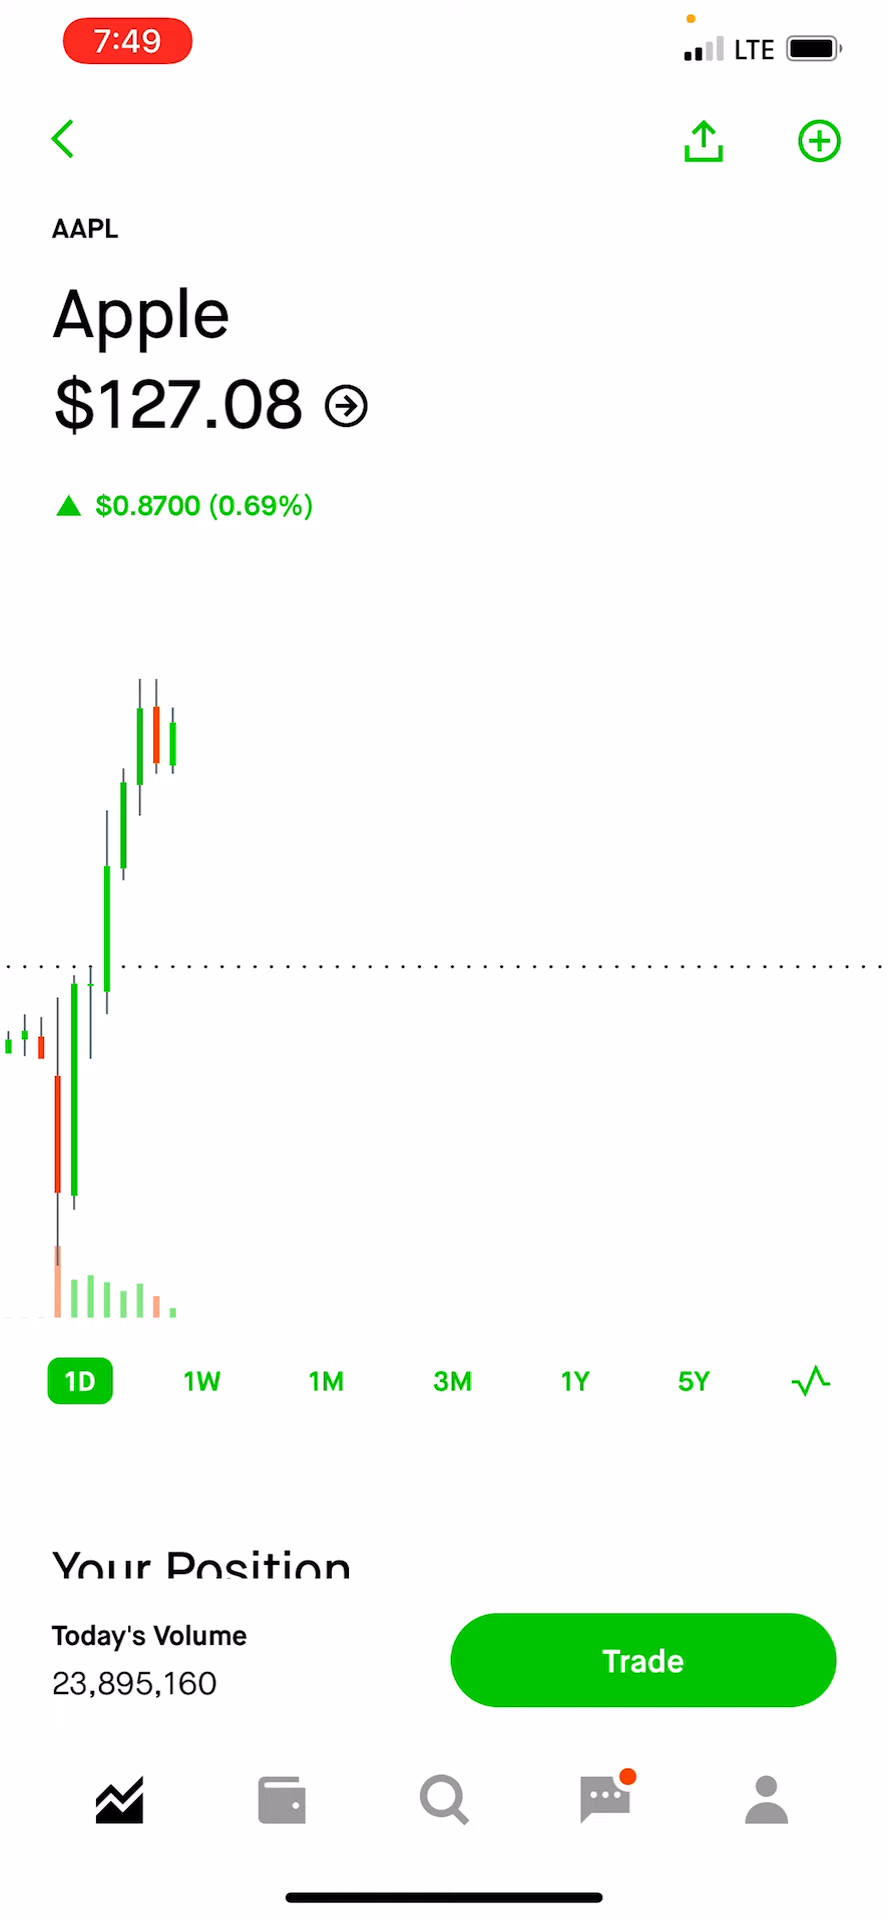 7:49
LTE
AAPL
Apple
$127.08
$0.8700 (0.69%)
1D 1W 1M 3M 1Y 5Y
Your Position
Today's Volume
23,895,160
Trade